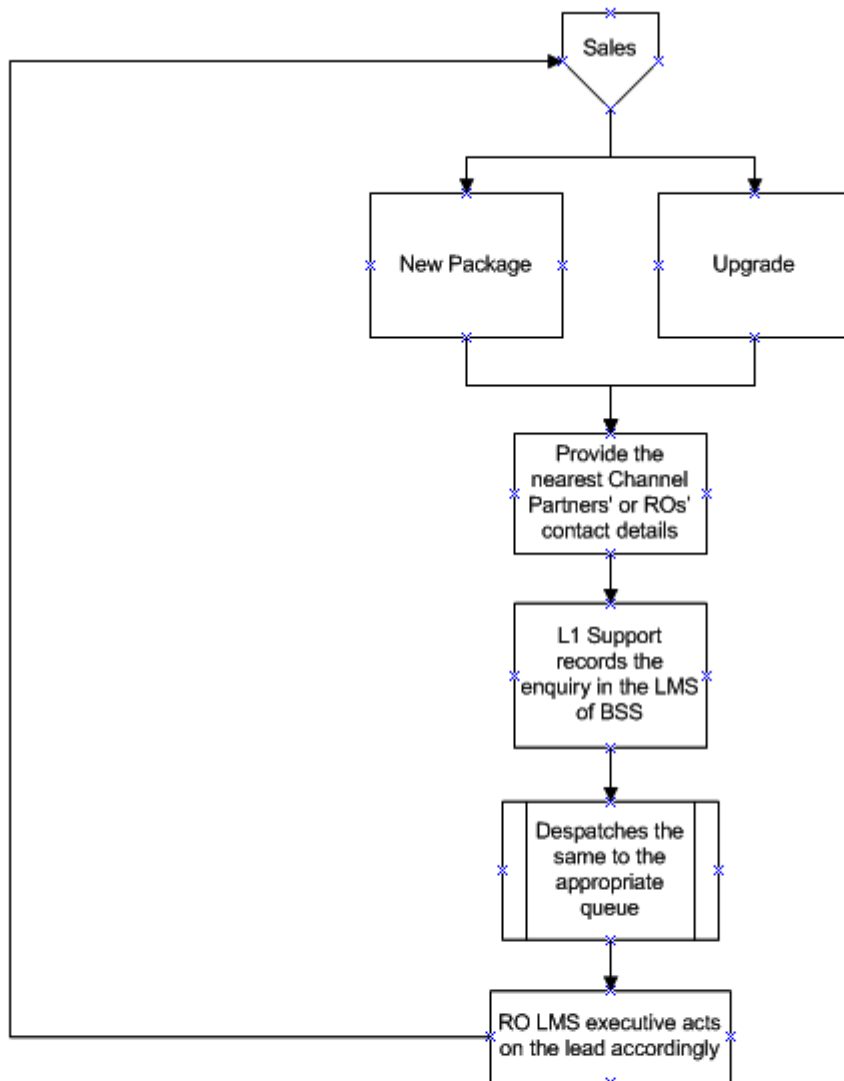 Sales
New Package
Upgrade
Provide the
nearest Channel
Partners' or ROs'
contact details
L1 Support
records the
enquiry in the LMS
of BSS
Despatches the
same to the
appropriate
queue
RO LMS executive acts
on the lead accordingly